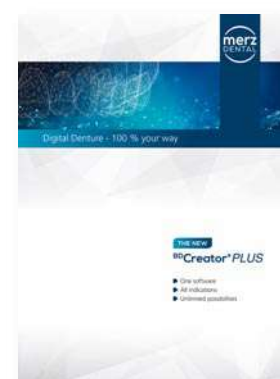 merz
DENTAL
Digital Denture - 100 % your way
THE NEW
BDCreator® PLUS
One software
All indications
Unlimited possibilities